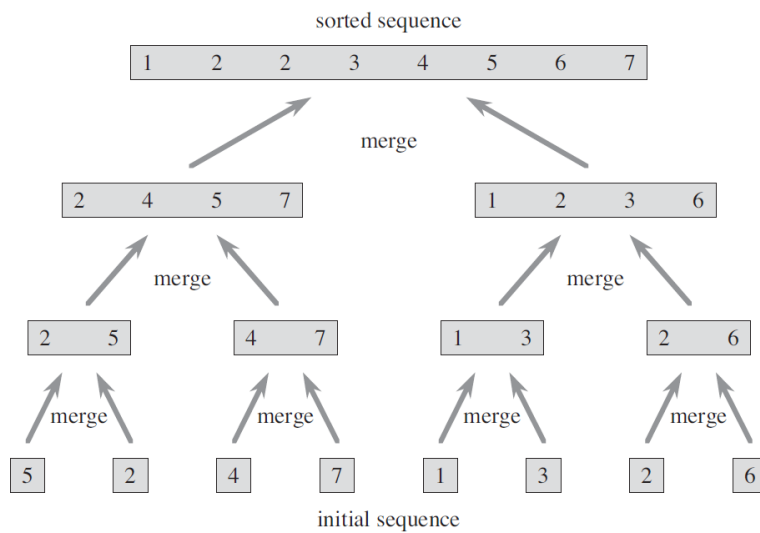 sorted sequence
1 2 2 3 4 5 6 7
merge
2 4 5 7 1 2 3 6
merge merge
2 5 4 7 1 3 2 6
merge merge merge merge
5 2 4 7 1 3 2 6
initial sequence